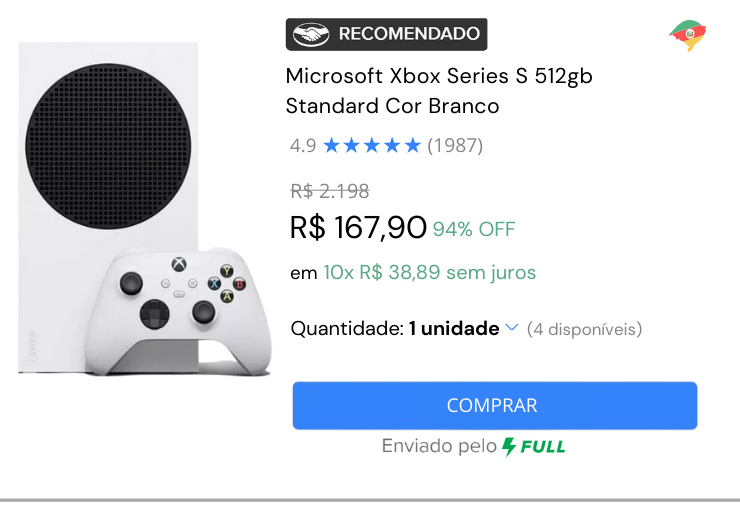 RECOMENDADO
Microsoft Xbox Series S 512gb
Standard Cor Branco
4.9 ★★★★★ (1987)
R$ 2.198
R$ 167,90 94% OFF
em 10x R$ 38,89 sem juros
Quantidade: 1 unidade (4 disponíveis)
Y
X B
A
XBOX
COMPRAR
Enviado pelo FULL